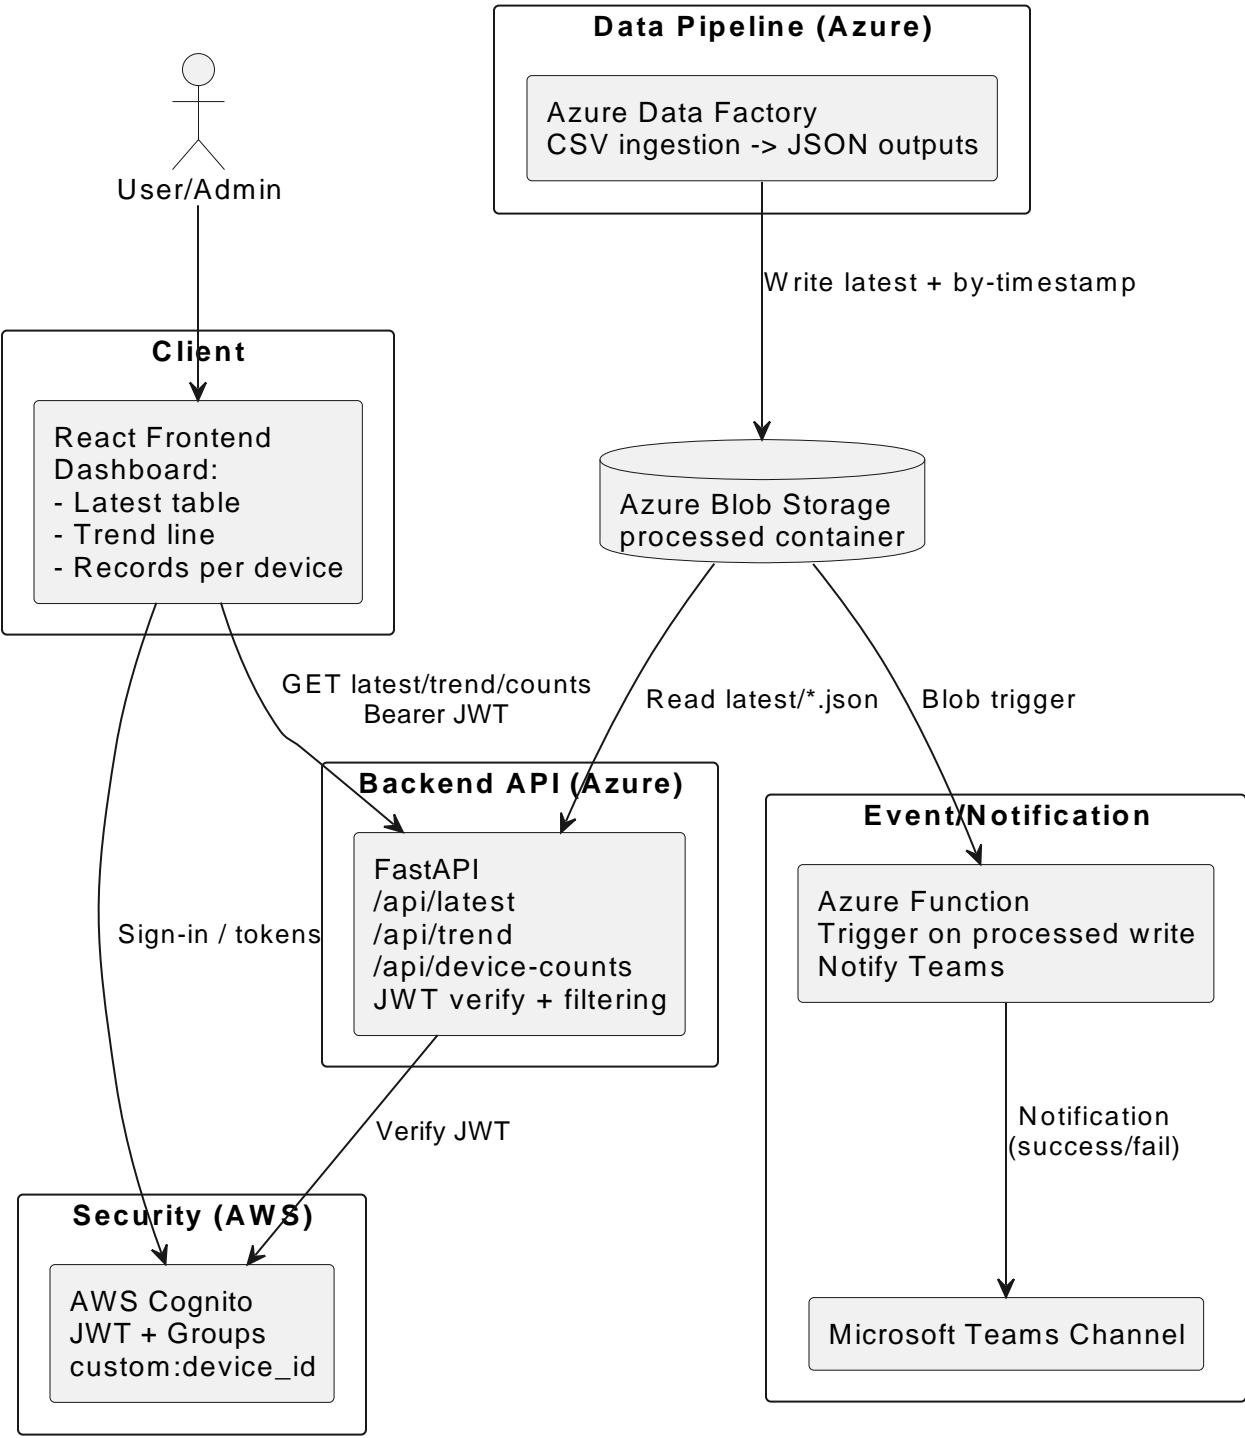 Data Pipeline (Azure)
Azure Data Factory
CSV ingestion -> JSON outputs
User/Admin
Write latest + by-timestamp
Client
React Frontend
Dashboard:
- Latest table
- Trend line
- Records per device
Azure Blob Storage
processed container
GET latest/trend/counts
Bearer JWT
Read latest/*.json
Blob trigger
Backend API (Azure)
FastAPI
/api/latest
/api/trend
/api/device-counts
JWT verify + filtering
Event/Notification
Azure Function
Trigger on processed write
Notify Teams
Sign-in / tokens
Verify JWT
Notification
(success/fail)
Security (AWS)
AWS Cognito
JWT + Groups
custom:device_id
Microsoft Teams Channel